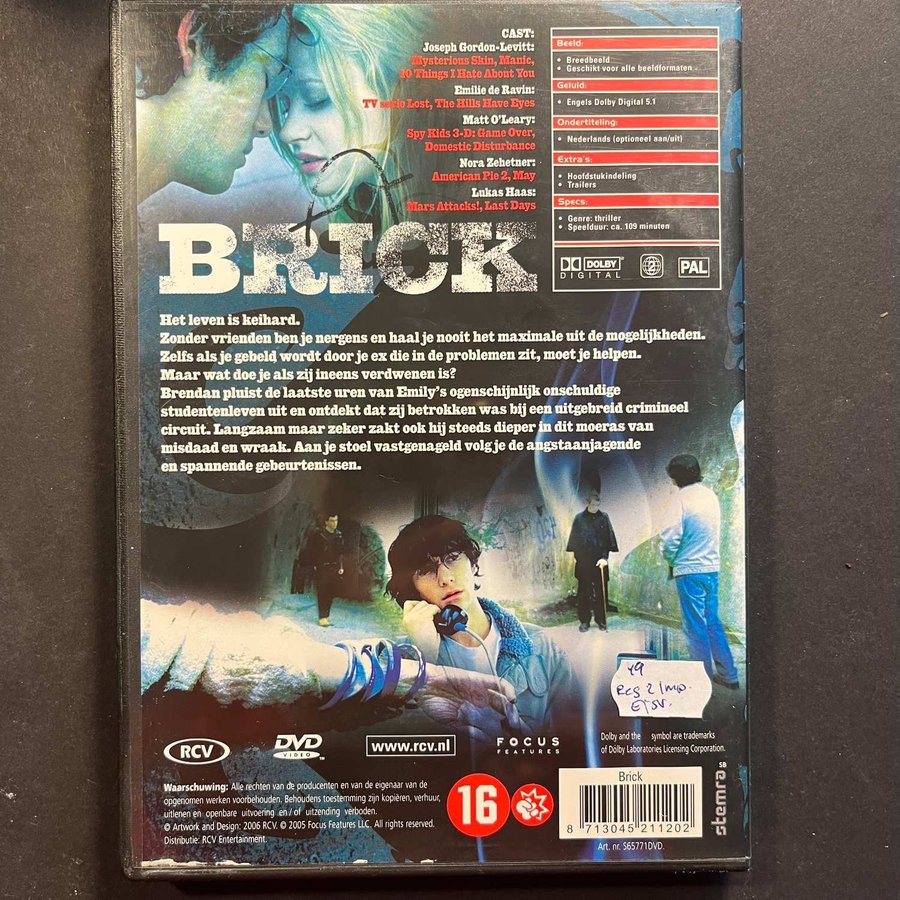 CAST:
Joseph Gordon-Levitt:
Mysterious Skin, Manic,
10 Things I Hate About You
Emilie de Ravin:
TV serie Lost, The Hills Have Eyes
Matt O'Leary:
Spy Kids 3-D: Game Over,
Domestic Disturbance
Nora Zehetner:
American Pie 2, May
Lukas Haas:
Mars Attacks!, Last Days
Beeld:
• Breedbeeld
• Geschikt voor alle beeldformaten
Geluid:
• Engels Dolby Digital 5.1
Ondertiteling:
• Nederlands (optioneel aan/uit)
Extra's:
• Hoofdstukindeling
• Trailers
Specs:
• Genre: thriller
• Speelduur: ca. 109 minuten
DOLBY
DIGITAL
2
PAL
BRICK
Het leven is keihard.
Zonder vrienden ben je nergens en haal je nooit het maximale uit de mogelijkheden.
Zelfs als je gebeld wordt door je ex die in de problemen zit, moet je helpen.
Maar wat doe je als zij ineens verdwenen is?
Brendan pluist de laatste uren van Emily's ogenschijnlijk onschuldige
studentenleven uit en ontdekt dat zij betrokken was bij een uitgebreid crimineel
circuit. Langzaam maar zeker zakt ook hij steeds dieper in dit moeras van
misdaad en wraak. Aan je stoel vastgenageld volg je de angstaanjagende
en spannende gebeurtenissen.
Reg 2
RCV
DVD
VIDEO
www.rcv.nl
FOCUS
FEATURES
Dolby and the symbol are trademarks
of Dolby Laboratories Licensing Corporation.
Waarschuwing: Alle rechten van de producenten en van de eigenaar van de
opgenomen werken voorbehouden. Behoudens toestemming zijn kopiëren, verhuur,
uitlenen en openbare uitvoering en / of uitzending verboden.
© Artwork and Design: 2006 RCV. © 2005 Focus Features LLC. All rights reserved.
Distributie: RCV Entertainment.
16
Brick
8 713045 211202
Art. nr. S65771DVD.
SB
stemra